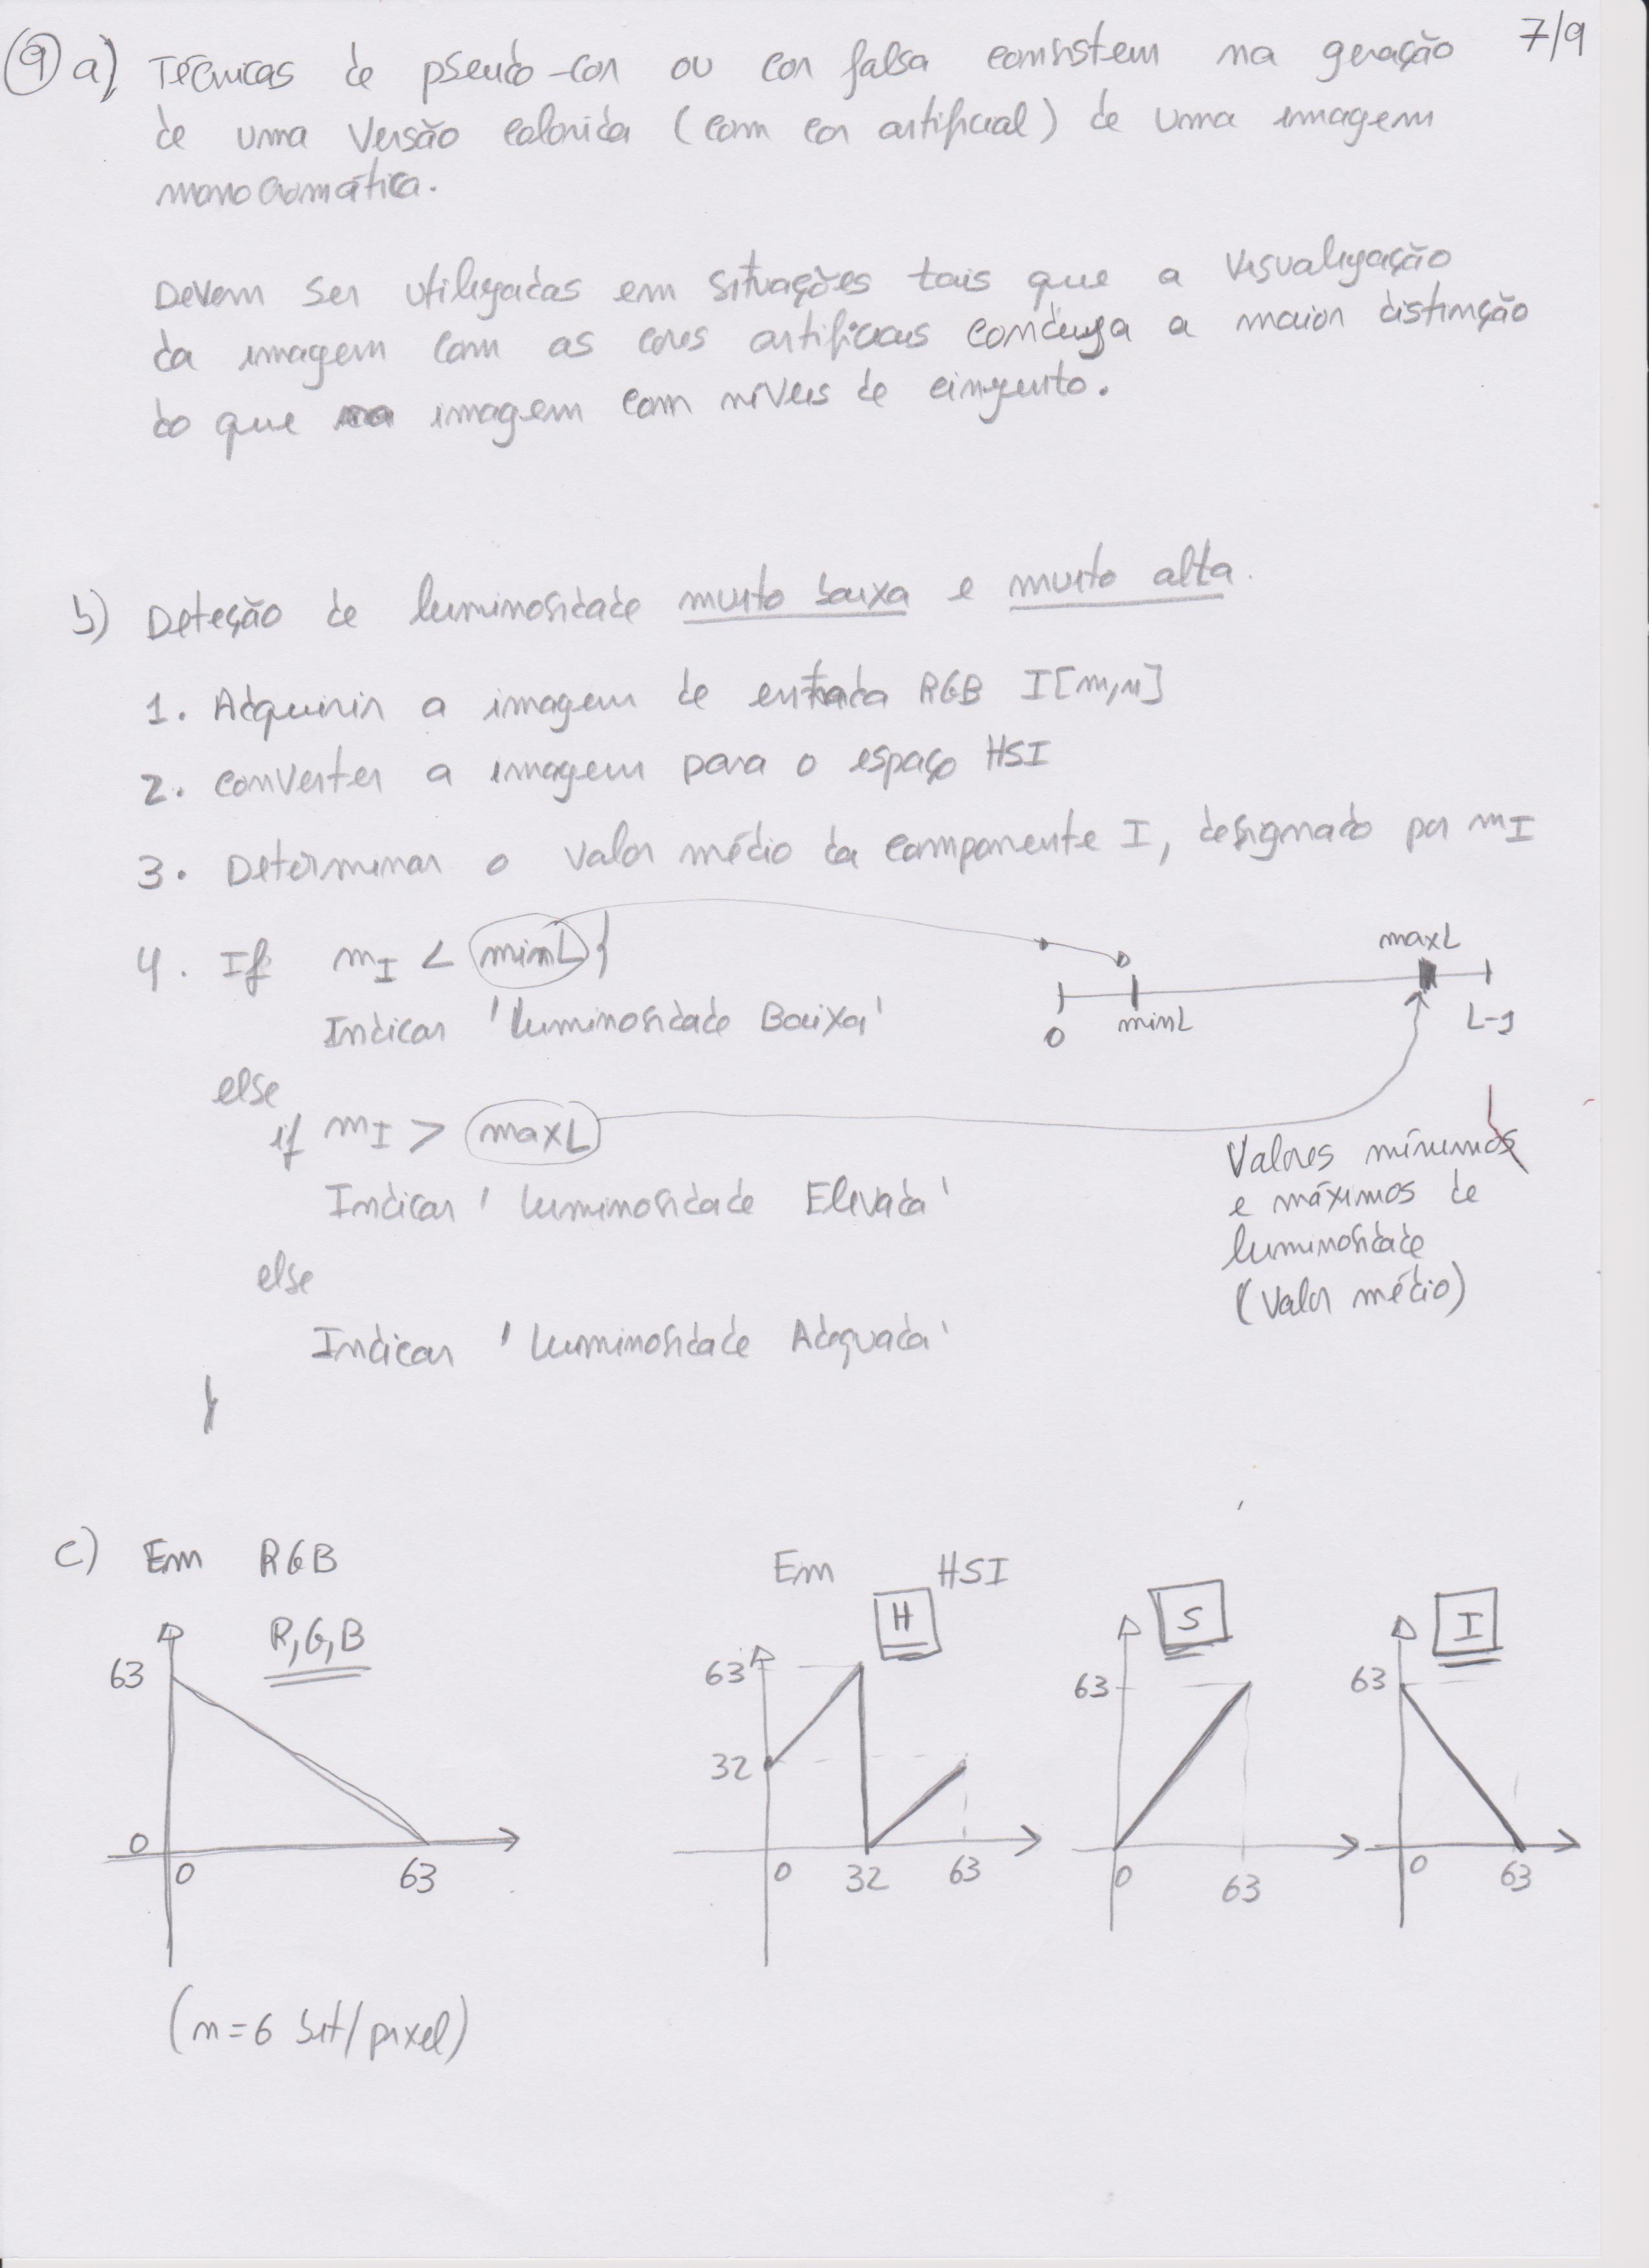 7/9
9 a) Técnicas de pseudo-cor ou cor falsa consistem na geração
de uma versão colorida (com cor artificial) de uma imagem
monocromática.
Devem ser utilizadas em situações tais que a visualização
da imagem com as cores artificiais conduza a maior distinção
do que na imagem com níveis de cinzento.
b) Deteção de luminosidade muito baixa e muito alta.
1. Adquirir a imagem de entrada RGB I[m,n]
2. Converter a imagem para o espaço HSI
3. Determinar o valor médio da componente I, designado por mI
4. If mI < minL {
Indicar 'Luminosidade Baixa'
else
if mI > maxL
Indicar 'Luminosidade Elevada'
else
Indicar 'Luminosidade Adequada'
}
maxL
0 minL L-1
Valores mínimos
e máximos de
luminosidade
(valor médio)
c) Em RGB
R,G,B
63
0
0 63
(n=6 bit/pixel)
Em HSI
H
63
32
0 32 63
S
63
0 63
I
63
0 63